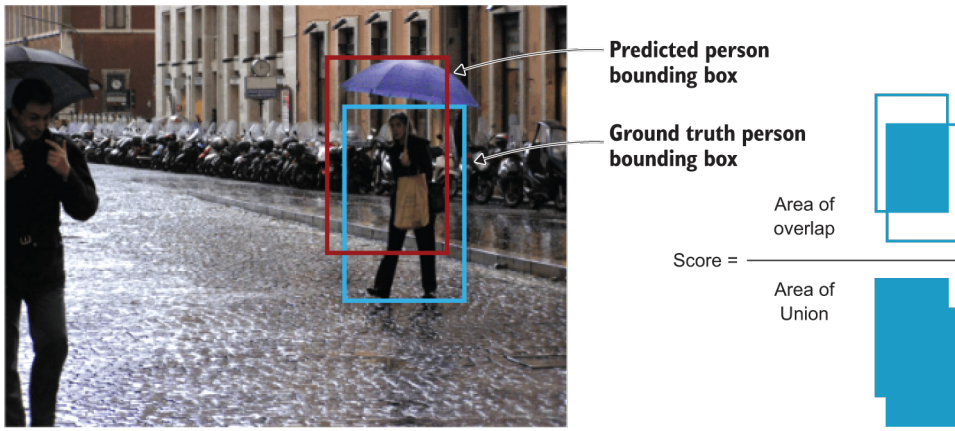 Predicted person
bounding box
Ground truth person
bounding box
Area of
overlap
Score =
Area of
Union